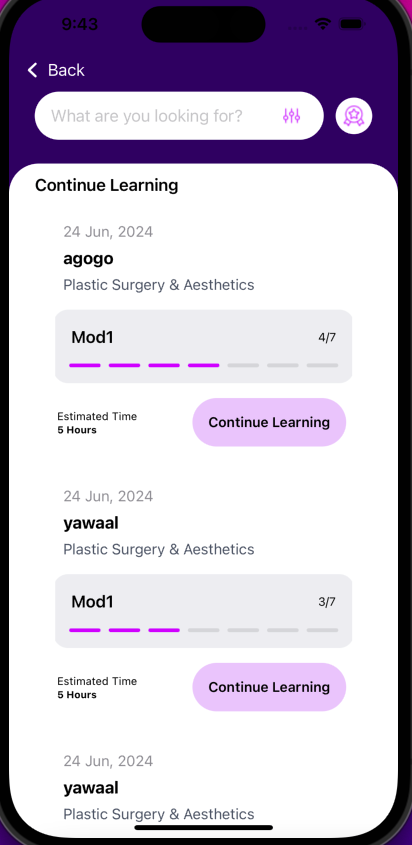 9:43
Back
What are you looking for?
Continue Learning
24 Jun, 2024
agogo
Plastic Surgery & Aesthetics
Mod1 4/7
Estimated Time
5 Hours
Continue Learning
24 Jun, 2024
yawaal
Plastic Surgery & Aesthetics
Mod1 3/7
Estimated Time
5 Hours
Continue Learning
24 Jun, 2024
yawaal
Plastic Surgery & Aesthetics